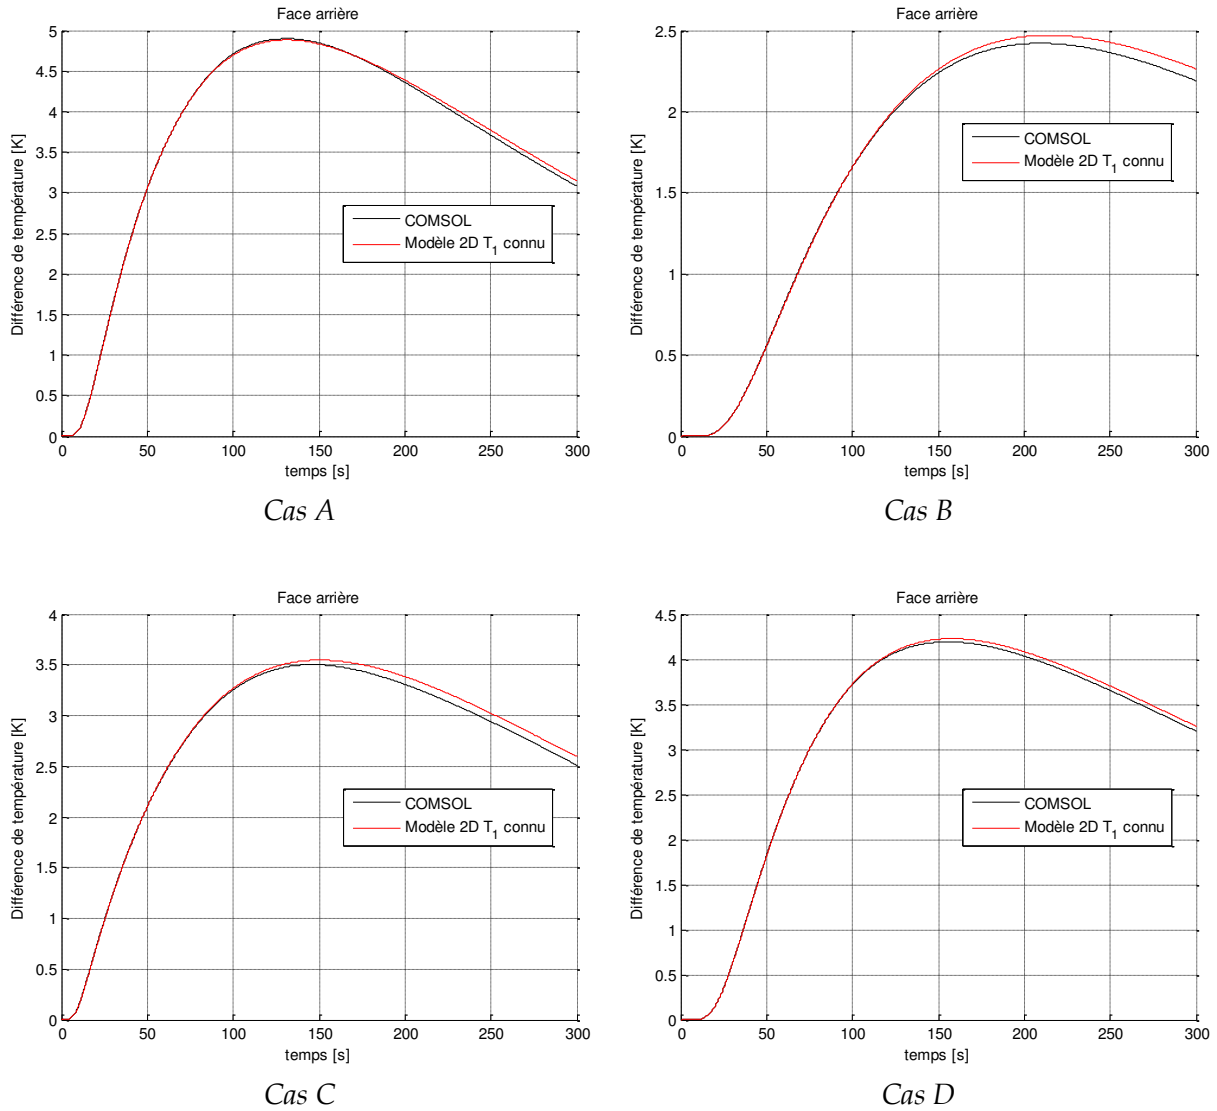 Face arrière
5
4.5
4
3.5
3
2.5
2
1.5
1
0.5
0
0 50 100 150 200 250 300
Différence de température [K]
temps [s]
COMSOL
Modèle 2D T1 connu
Cas A
Face arrière
2.5
2
1.5
1
0.5
0
0 50 100 150 200 250 300
Différence de température [K]
temps [s]
COMSOL
Modèle 2D T1 connu
Cas B
Face arrière
4
3.5
3
2.5
2
1.5
1
0.5
0
0 50 100 150 200 250 300
Différence de température [K]
temps [s]
COMSOL
Modèle 2D T1 connu
Cas C
Face arrière
4.5
4
3.5
3
2.5
2
1.5
1
0.5
0
0 50 100 150 200 250 300
Différence de température [K]
temps [s]
COMSOL
Modèle 2D T1 connu
Cas D